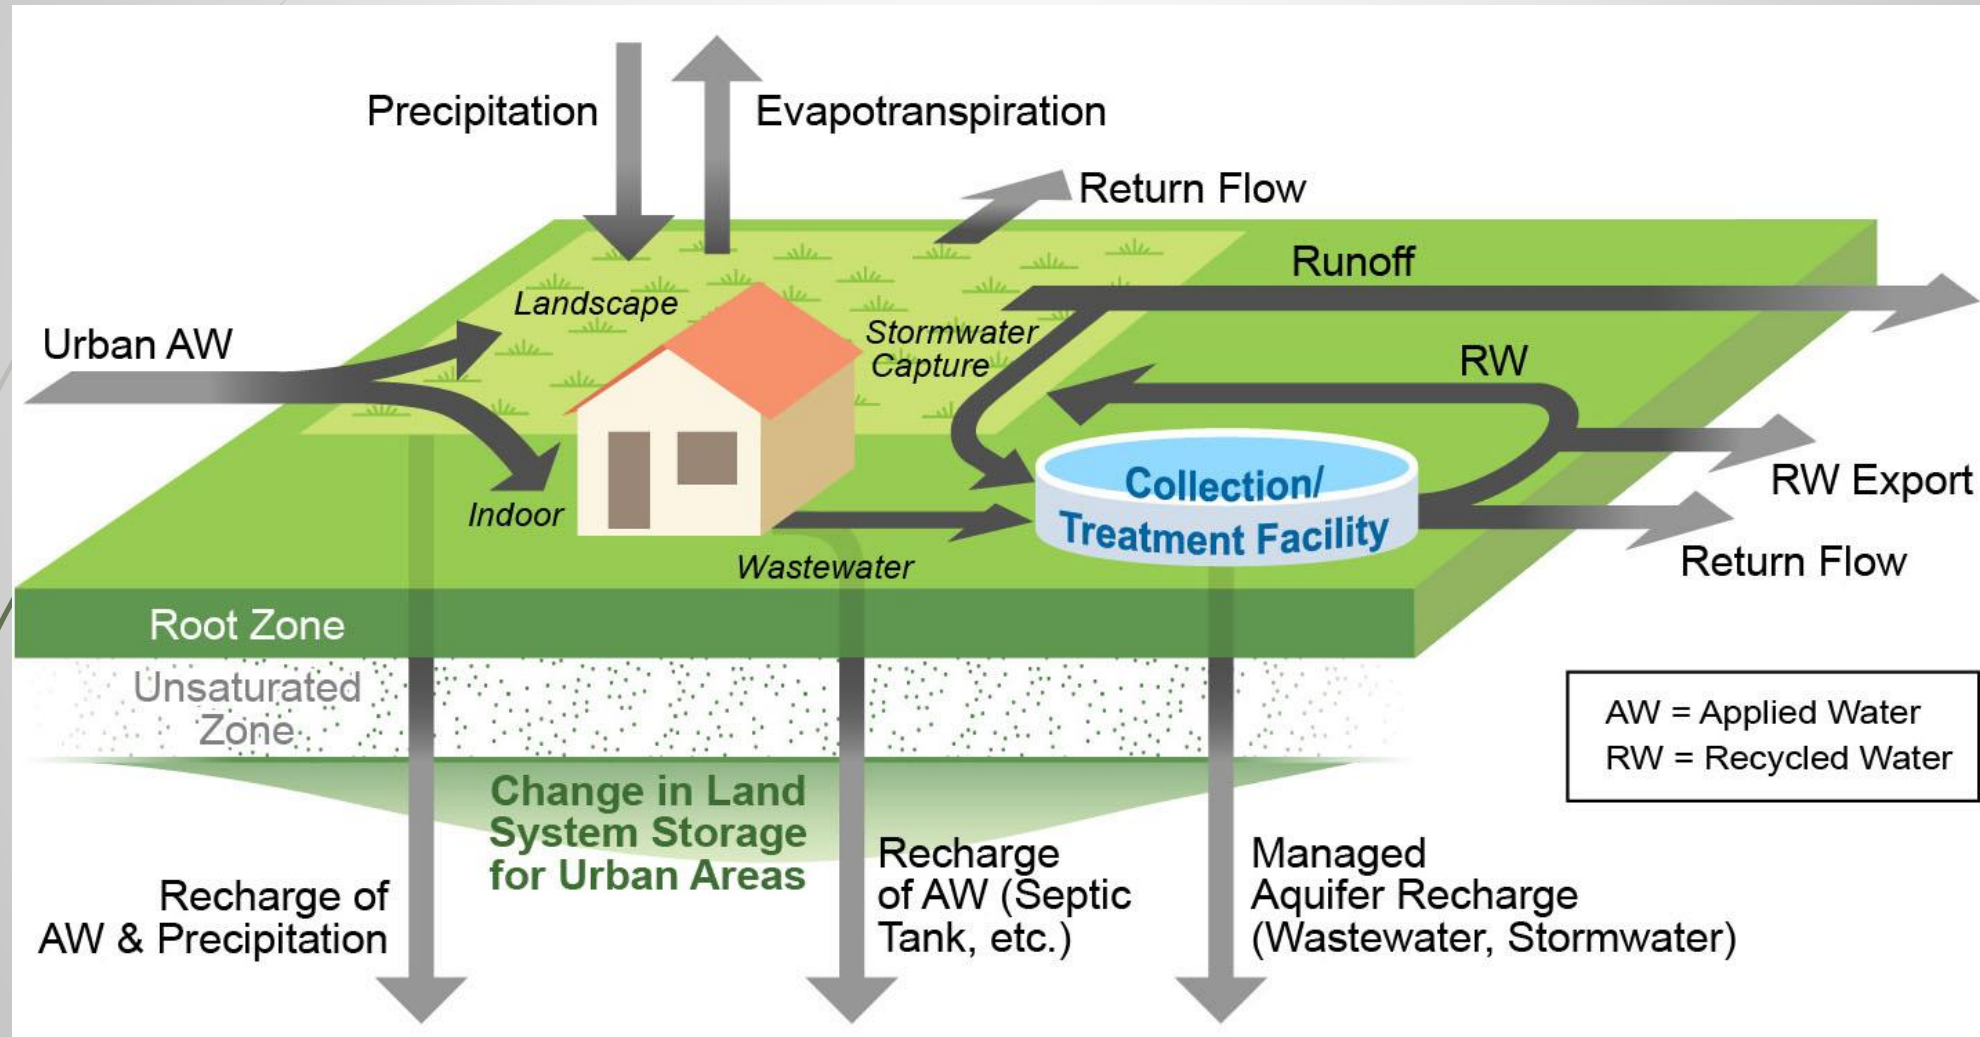 Precipitation
Evapotranspiration
Return Flow
Runoff
Landscape
Stormwater
Capture
Urban AW
RW
Collection/
Treatment Facility
RW Export
Indoor
Wastewater
Return Flow
Root Zone
Unsaturated
Zone
AW = Applied Water
RW = Recycled Water
Change in Land
System Storage
for Urban Areas
Recharge of
AW & Precipitation
Recharge
of AW (Septic
Tank, etc.)
Managed
Aquifer Recharge
(Wastewater, Stormwater)